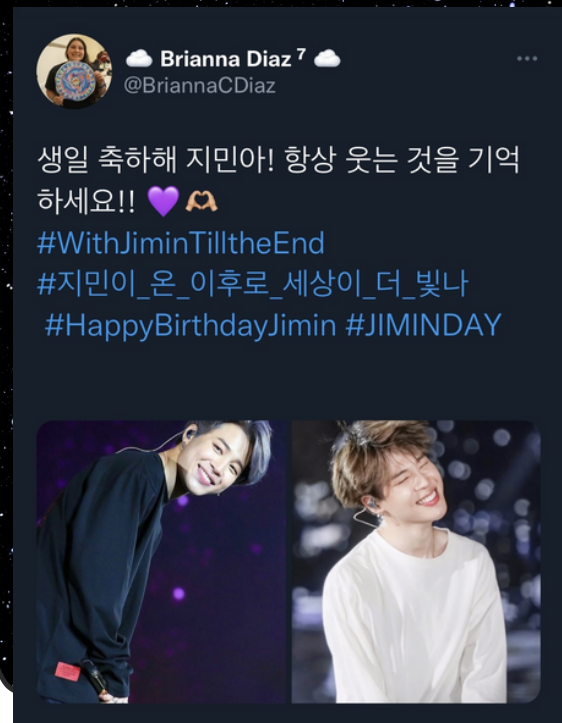 ☁️ Brianna Diaz ⁷ ☁️
@BriannaCDiaz
생일 축하해 지민아! 항상 웃는 것을 기억
하세요!! 💜🫶🏼
#WithJiminTilltheEnd
#지민이_온_이후로_세상이_더_빛나
#HappyBirthdayJimin #JIMINDAY